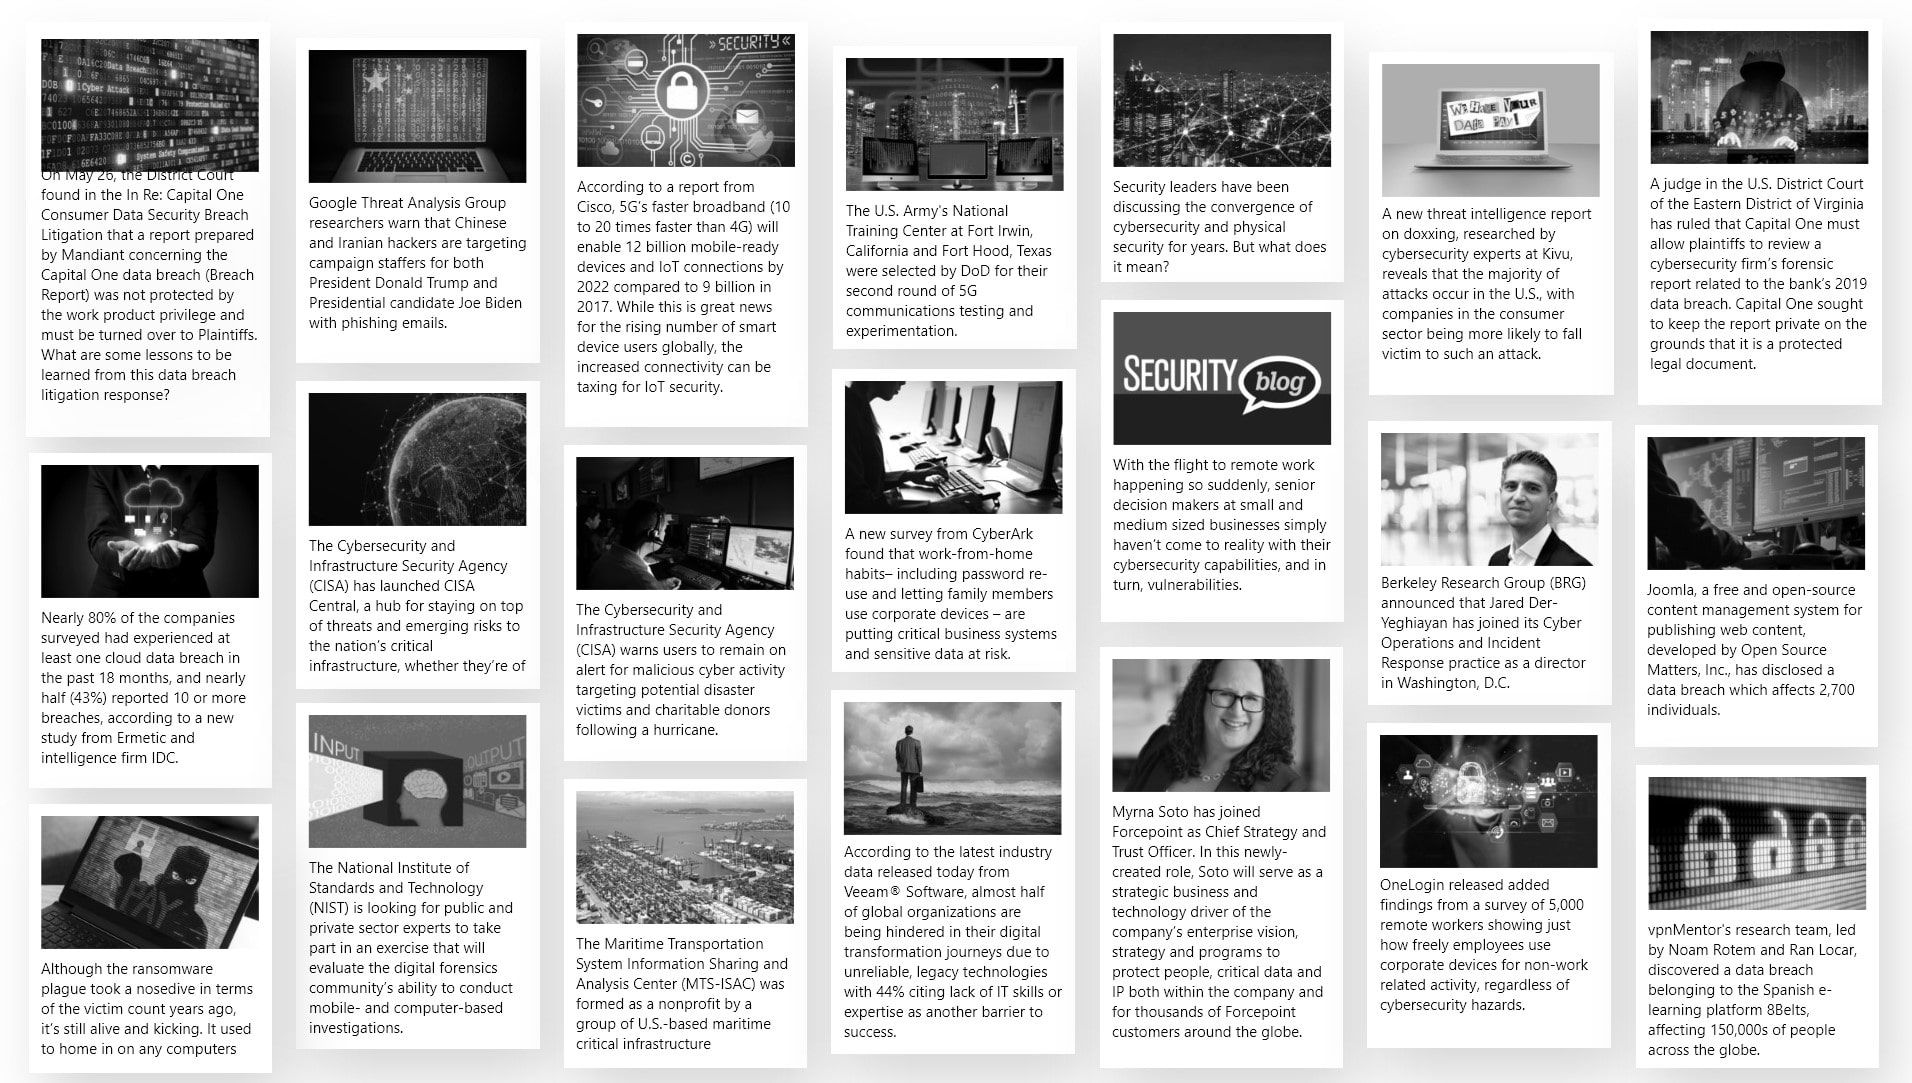 Data Breach
Cyber Attack
Protection Failed
System Safety Compromised
On May 26, the District Court
found in the In Re: Capital One
Consumer Data Security Breach
Litigation that a report prepared
by Mandiant concerning the
Capital One data breach (Breach
Report) was not protected by
the work product privilege and
must be turned over to Plaintiffs.
What are some lessons to be
learned from this data breach
litigation response?
Nearly 80% of the companies
surveyed had experienced at
least one cloud data breach in
the past 18 months, and nearly
half (43%) reported 10 or more
breaches, according to a new
study from Ermetic and
intelligence firm IDC.
PAY
Although the ransomware
plague took a nosedive in terms
of the victim count years ago,
it's still alive and kicking. It used
to home in on any computers
Google Threat Analysis Group
researchers warn that Chinese
and Iranian hackers are targeting
campaign staffers for both
President Donald Trump and
Presidential candidate Joe Biden
with phishing emails.
The Cybersecurity and
Infrastructure Security Agency
(CISA) has launched CISA
Central, a hub for staying on top
of threats and emerging risks to
the nation's critical
infrastructure, whether they're of
INPUT
OUTPUT
The National Institute of
Standards and Technology
(NIST) is looking for public and
private sector experts to take
part in an exercise that will
evaluate the digital forensics
community's ability to conduct
mobile- and computer-based
investigations.
» SECURITY «
According to a report from
Cisco, 5G's faster broadband (10
to 20 times faster than 4G) will
enable 12 billion mobile-ready
devices and IoT connections by
2022 compared to 9 billion in
2017. While this is great news
for the rising number of smart
device users globally, the
increased connectivity can be
taxing for IoT security.
The Cybersecurity and
Infrastructure Security Agency
(CISA) warns users to remain on
alert for malicious cyber activity
targeting potential disaster
victims and charitable donors
following a hurricane.
The Maritime Transportation
System Information Sharing and
Analysis Center (MTS-ISAC) was
formed as a nonprofit by a
group of U.S.-based maritime
critical infrastructure
The U.S. Army's National
Training Center at Fort Irwin,
California and Fort Hood, Texas
were selected by DoD for their
second round of 5G
communications testing and
experimentation.
A new survey from CyberArk
found that work-from-home
habits– including password re-
use and letting family members
use corporate devices – are
putting critical business systems
and sensitive data at risk.
According to the latest industry
data released today from
Veeam® Software, almost half
of global organizations are
being hindered in their digital
transformation journeys due to
unreliable, legacy technologies
with 44% citing lack of IT skills or
expertise as another barrier to
success.
Security leaders have been
discussing the convergence of
cybersecurity and physical
security for years. But what does
it mean?
SECURITY blog
With the flight to remote work
happening so suddenly, senior
decision makers at small and
medium sized businesses simply
haven't come to reality with their
cybersecurity capabilities, and in
turn, vulnerabilities.
Myrna Soto has joined
Forcepoint as Chief Strategy and
Trust Officer. In this newly-
created role, Soto will serve as a
strategic business and
technology driver of the
company's enterprise vision,
strategy and programs to
protect people, critical data and
IP both within the company and
for thousands of Forcepoint
customers around the globe.
We Have Your
Data Pay!
A new threat intelligence report
on doxxing, researched by
cybersecurity experts at Kivu,
reveals that the majority of
attacks occur in the U.S., with
companies in the consumer
sector being more likely to fall
victim to such an attack.
Berkeley Research Group (BRG)
announced that Jared Der-
Yeghiayan has joined its Cyber
Operations and Incident
Response practice as a director
in Washington, D.C.
OneLogin released added
findings from a survey of 5,000
remote workers showing just
how freely employees use
corporate devices for non-work
related activity, regardless of
cybersecurity hazards.
A judge in the U.S. District Court
of the Eastern District of Virginia
has ruled that Capital One must
allow plaintiffs to review a
cybersecurity firm's forensic
report related to the bank's 2019
data breach. Capital One sought
to keep the report private on the
grounds that it is a protected
legal document.
Joomla, a free and open-source
content management system for
publishing web content,
developed by Open Source
Matters, Inc., has disclosed a
data breach which affects 2,700
individuals.
vpnMentor's research team, led
by Noam Rotem and Ran Locar,
discovered a data breach
belonging to the Spanish e-
learning platform 8Belts,
affecting 150,000s of people
across the globe.